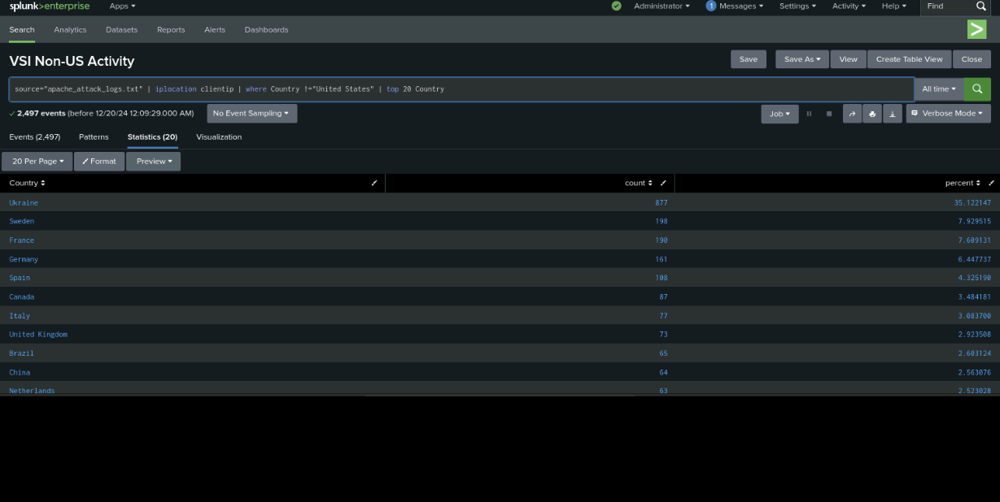 splunk>enterprise Apps Administrator 1 Messages Settings Activity Help Find
Search Analytics Datasets Reports Alerts Dashboards >
VSI Non-US Activity Save Save As View Create Table View Close
source="apache_attack_logs.txt" | iplocation clientip | where Country !="United States" | top 20 Country All time
2,497 events (before 12/20/24 12:09:29.000 AM) No Event Sampling Job Verbose Mode
Events (2,497) Patterns Statistics (20) Visualization
20 Per Page Format Preview
Country count percent
Ukraine 877 35.122147
Sweden 198 7.929515
France 190 7.609131
Germany 161 6.447737
Spain 108 4.325190
Canada 87 3.484181
Italy 77 3.083700
United Kingdom 73 2.923508
Brazil 65 2.603124
China 64 2.563076
Netherlands 63 2.523028